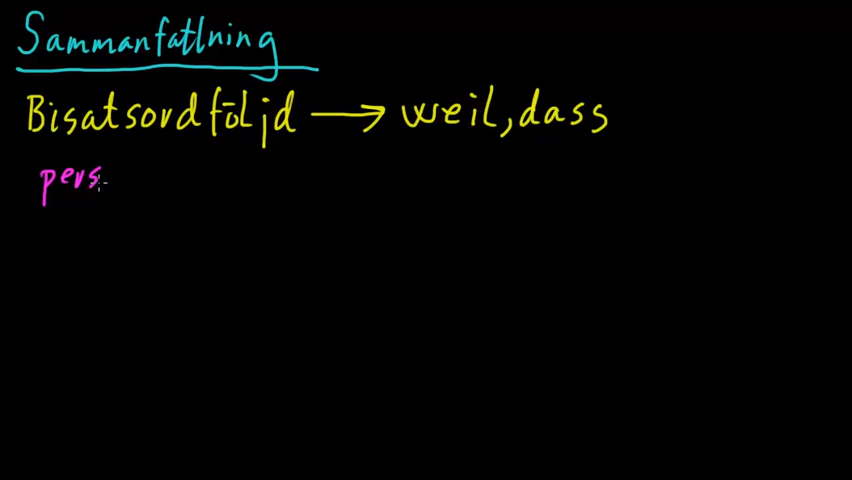 Sammanfattning
Bisatsordföljd → weil, dass
pers